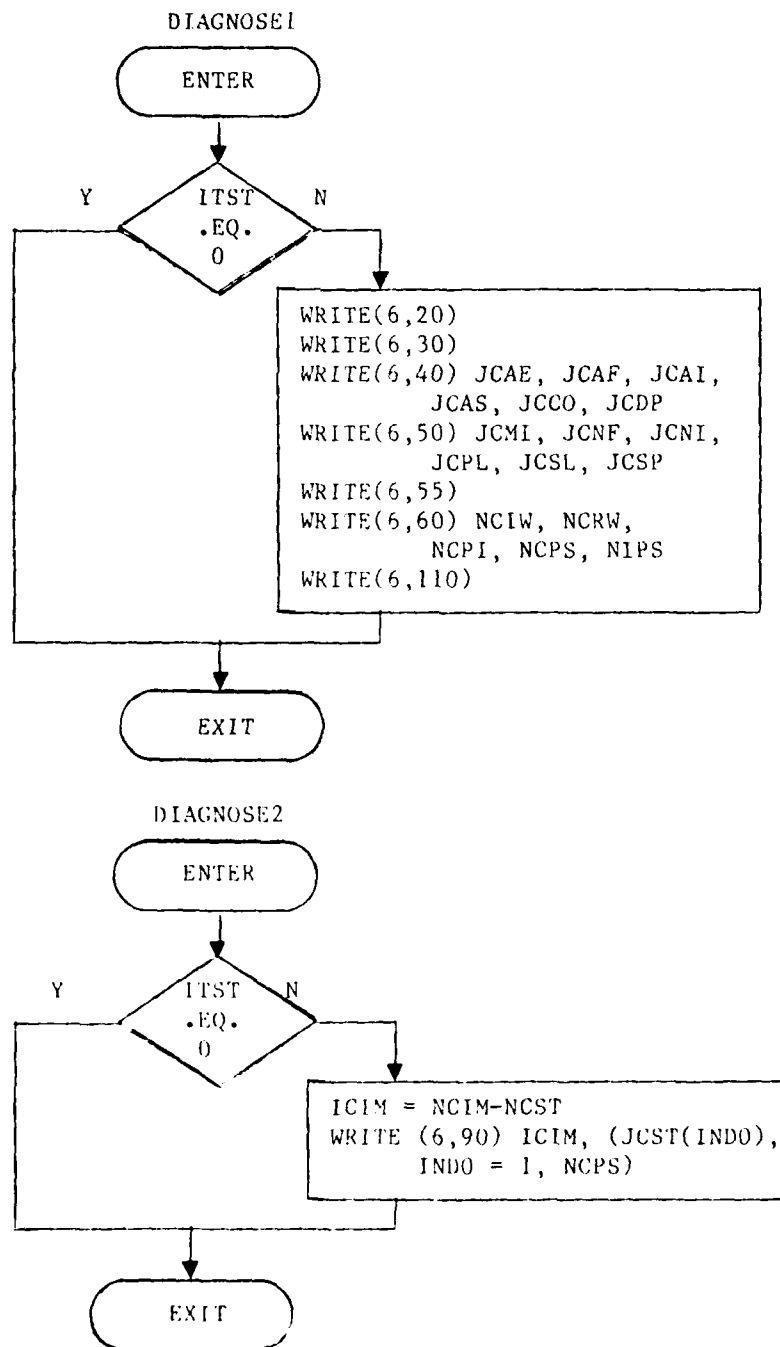 DIAGNOSE1
ENTER
Y ITST N
.EQ.
0
WRITE(6,20)
WRITE(6,30)
WRITE(6,40) JCAE, JCAF, JCAI,
JCAS, JCCO, JCDP
WRITE(6,50) JCMI, JCNF, JCNI,
JCPL, JCSL, JCSP
WRITE(6,55)
WRITE(6,60) NCIW, NCRW,
NCPI, NCPS, NIPS
WRITE(6,110)
EXIT
DIAGNOSE2
ENTER
Y ITST N
.EQ.
0
ICIM = NCIM-NCST
WRITE (6,90) ICIM, (JCST(INDO),
INDO = 1, NCPS)
EXIT